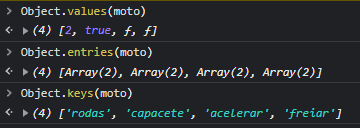 > Object.values(moto)
<· ▶(4) [2, true, ƒ, ƒ]
> Object.entries(moto)
<· ▶(4) [Array(2), Array(2), Array(2), Array(2)]
> Object.keys(moto)
<· ▶(4) ['rodas', 'capacete', 'acelerar', 'freiar']